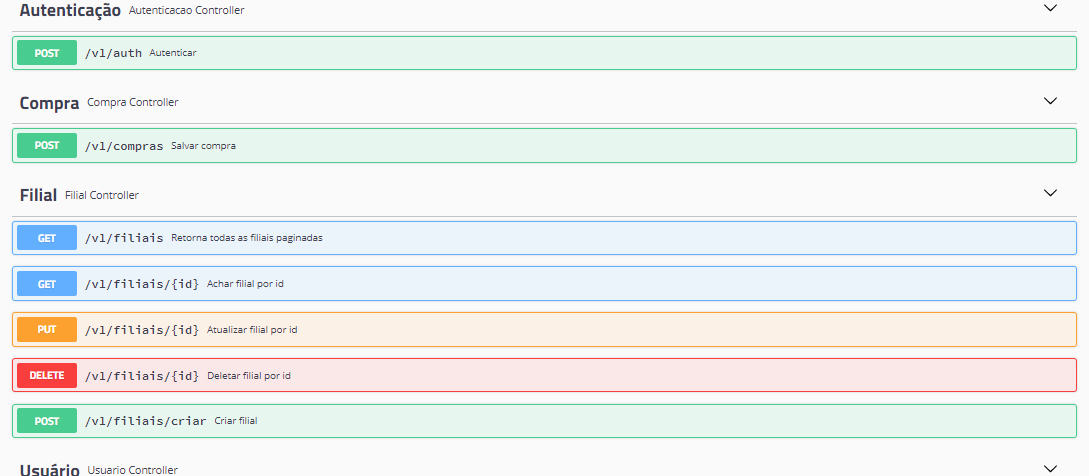 Autenticação Autenticacao Controller
POST /v1/auth Autenticar
Compra Compra Controller
POST /v1/compras Salvar compra
Filial Filial Controller
GET /v1/filiais Retorna todas as filiais paginadas
GET /v1/filiais/{id} Achar filial por id
PUT /v1/filiais/{id} Atualizar filial por id
DELETE /v1/filiais/{id} Deletar filial por id
POST /v1/filiais/criar Criar filial
Usuário Usuario Controller